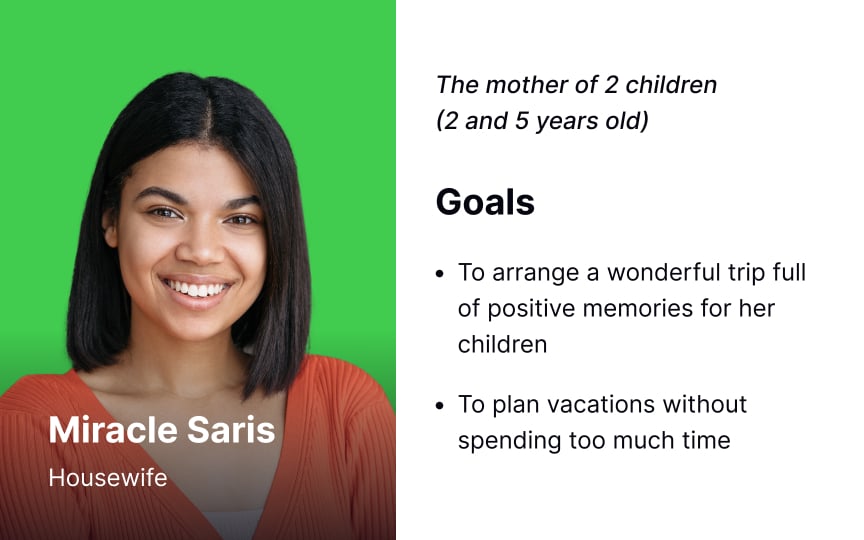 The mother of 2 children
(2 and 5 years old)
Goals
• To arrange a wonderful trip full
of positive memories for her
children
• To plan vacations without
spending too much time
Miracle Saris
Housewife